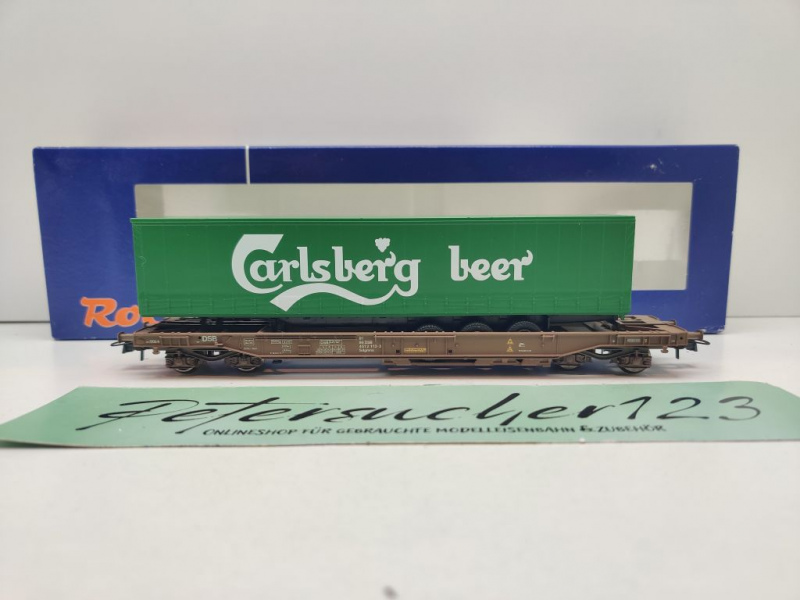 Carlsberg beer
Ro
DSB
Petersucher123
ONLINESHOP FÜR GEBRAUCHTE MODELLEISENBAHN & ZUBEHÖR